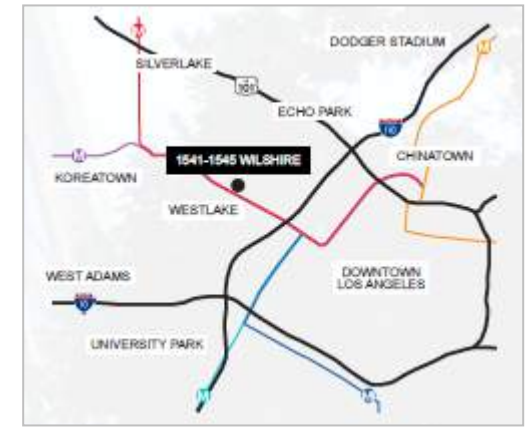 DODGER STADIUM
M
M
SILVERLAKE
101
ECHO PARK
110
M
1541-1545 WILSHIRE
CHINATOWN
KOREATOWN
WESTLAKE
WEST ADAMS
DOWNTOWN
LOS ANGELES
10
UNIVERSITY PARK
M
M